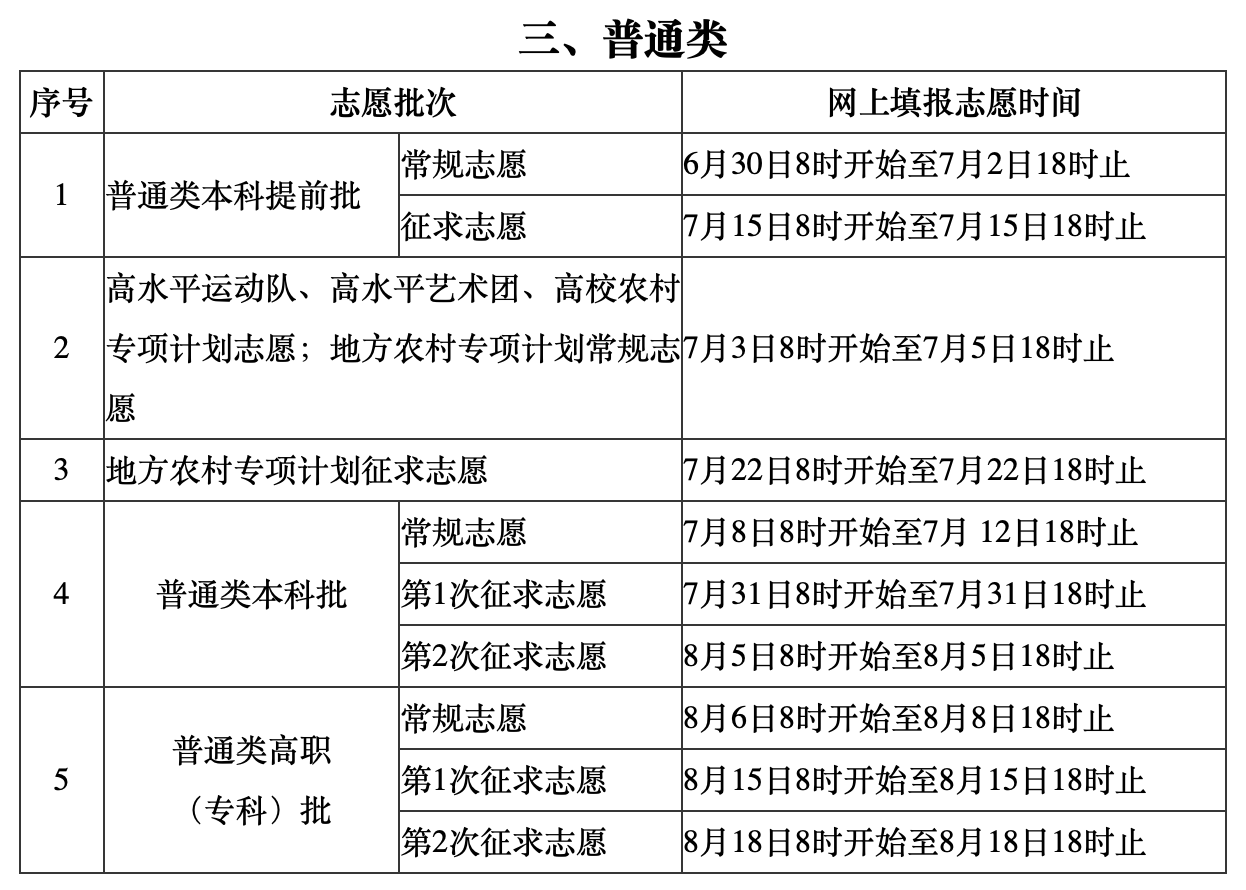 三、普通类
序号 志愿批次 网上填报志愿时间
1 普通类本科提前批 常规志愿 6月30日8时开始至7月2日18时止
征求志愿 7月15日8时开始至7月15日18时止
2 高水平运动队、高水平艺术团、高校农村
专项计划志愿；地方农村专项计划常规志 7月3日8时开始至7月5日18时止
愿
3 地方农村专项计划征求志愿 7月22日8时开始至7月22日18时止
4 普通类本科批 常规志愿 7月8日8时开始至7月 12日18时止
第1次征求志愿 7月31日8时开始至7月31日18时止
第2次征求志愿 8月5日8时开始至8月5日18时止
5 普通类高职
（专科）批 常规志愿 8月6日8时开始至8月8日18时止
第1次征求志愿 8月15日8时开始至8月15日18时止
第2次征求志愿 8月18日8时开始至8月18日18时止